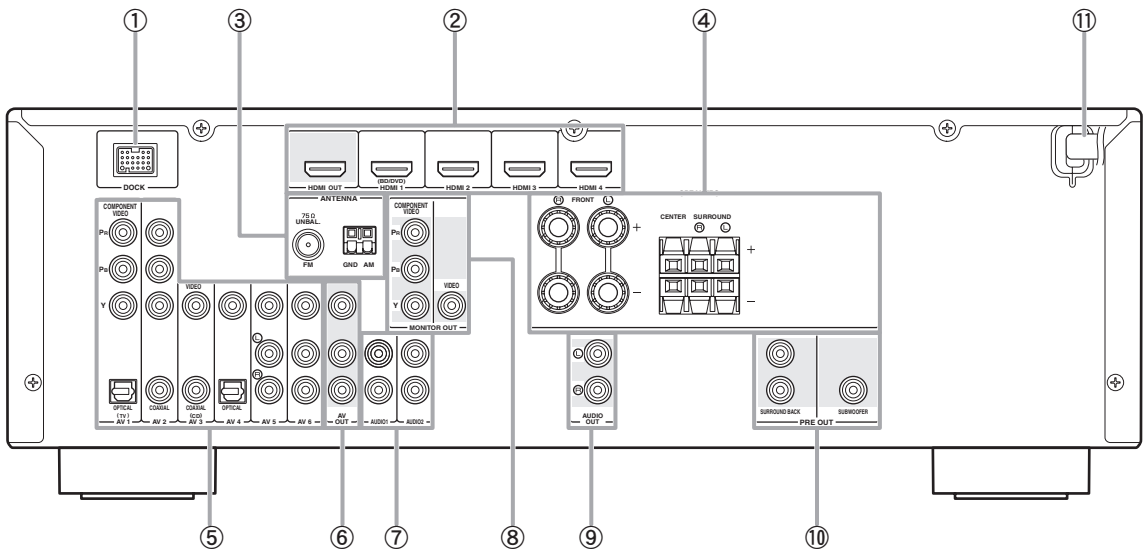 ① ③ ② ④ ⑪
DOCK
HDMI OUT
(BD/DVD)
HDMI 1
HDMI 2
HDMI 3
HDMI 4
ANTENNA
75Ω
UNBAL.
FM
GND AM
COMPONENT
VIDEO
PR
PB
Y
VIDEO
COMPONENT
VIDEO
PR
PB
Y
VIDEO
MONITOR OUT
R FRONT L
+
−
CENTER SURROUND
R L
+
−
L
R
OPTICAL
(TV)
AV 1
COAXIAL
AV 2
COAXIAL
(CD)
AV 3
OPTICAL
AV 4
AV 5
AV 6
AV
OUT
AUDIO1
AUDIO2
L
R
AUDIO
OUT
SURROUND BACK
SUBWOOFER
PRE OUT
⑤ ⑥ ⑦ ⑧ ⑨ ⑩